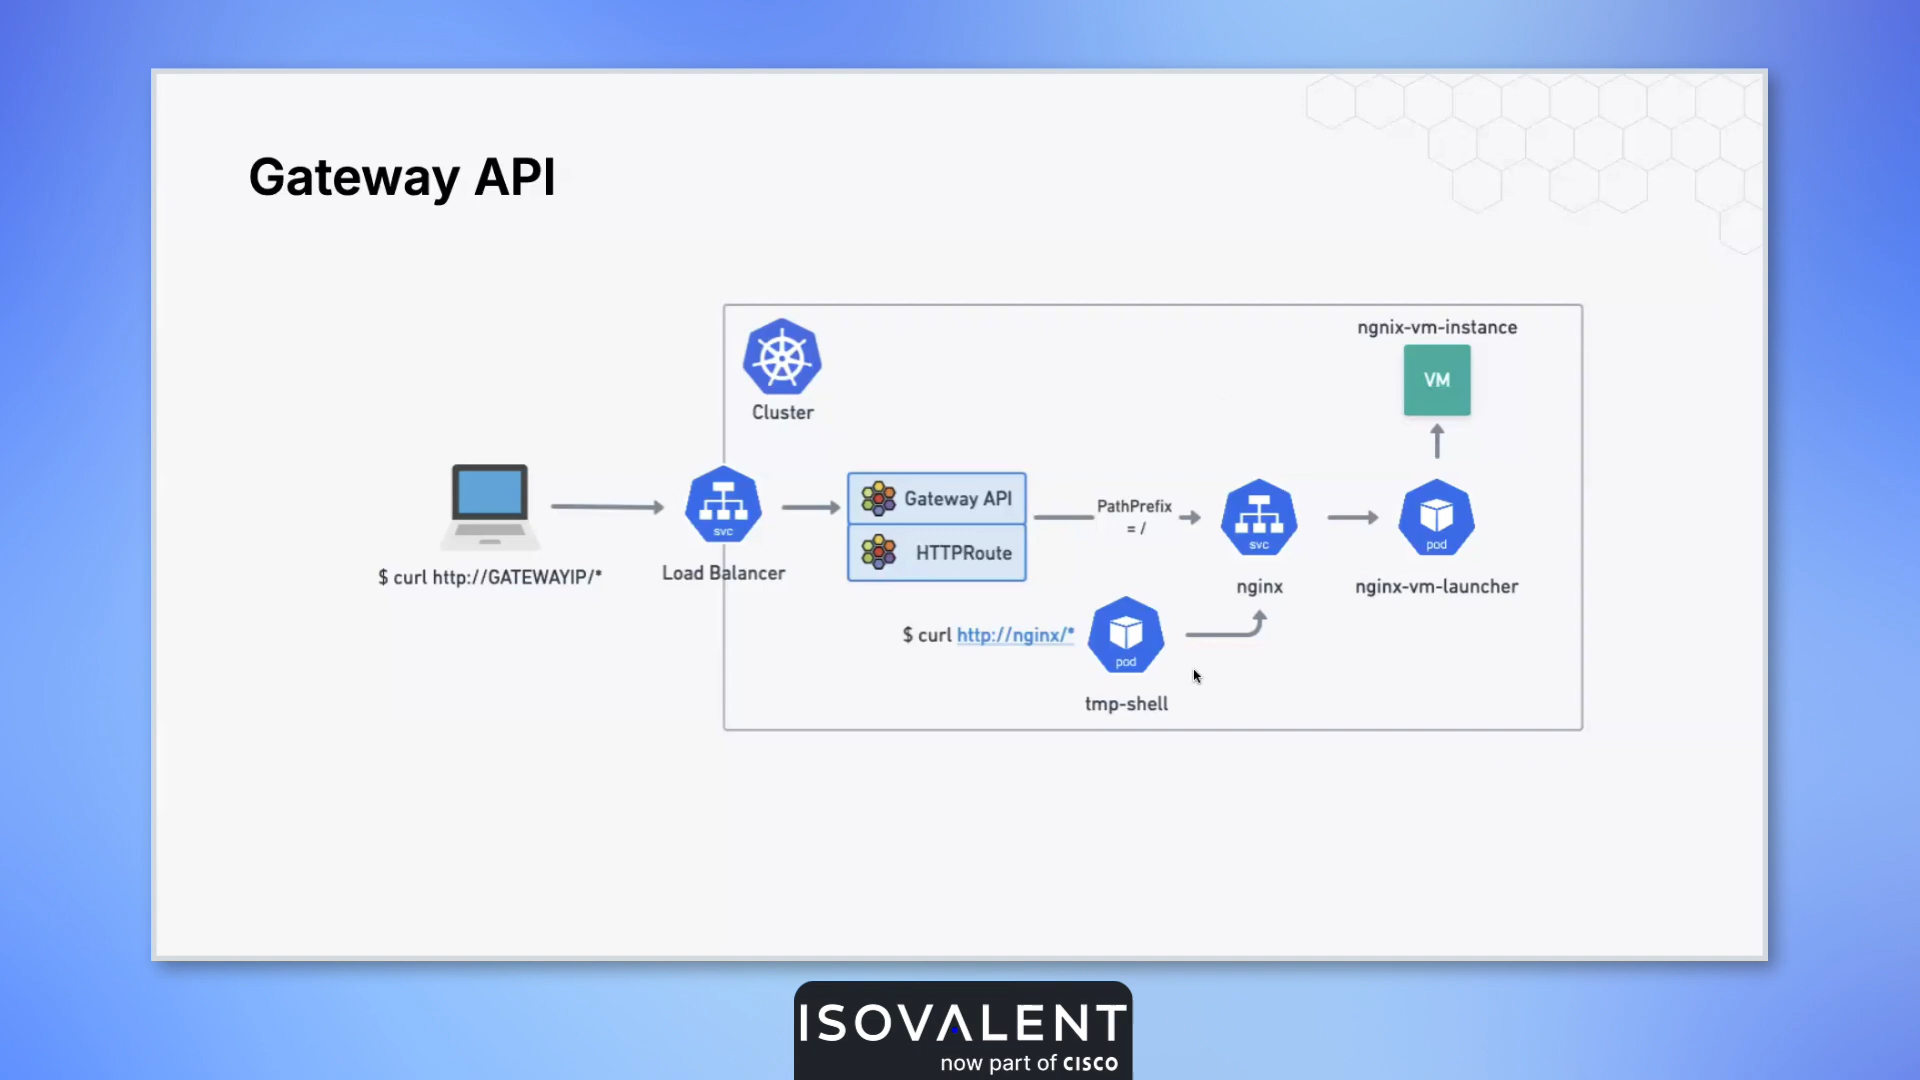 Gateway API
ngnix-vm-instance
VM
Cluster
Gateway API
HTTPRoute
PathPrefix
= /
svc
svc
pod
$ curl http://GATEWAYIP/*
Load Balancer
nginx
nginx-vm-launcher
$ curl http://nginx/*
pod
tmp-shell
ISOVALENT
now part of CISCO